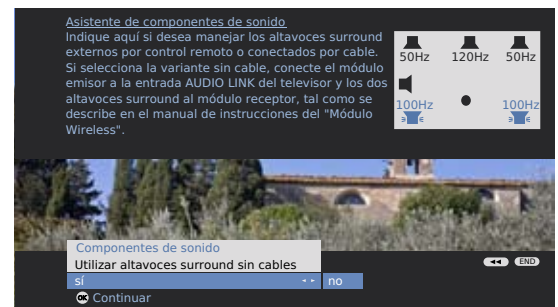 Asistente de componentes de sonido
Indique aquí si desea manejar los altavoces surround
externos por control remoto o conectados por cable.
Si selecciona la variante sin cable, conecte el módulo
emisor a la entrada AUDIO LINK del televisor y los dos
altavoces surround al módulo receptor, tal como se
describe en el manual de instrucciones del "Módulo
Wireless".
50Hz 120Hz 50Hz
100Hz 100Hz
Componentes de sonido
Utilizar altavoces surround sin cables
sí no
OK Continuar
END